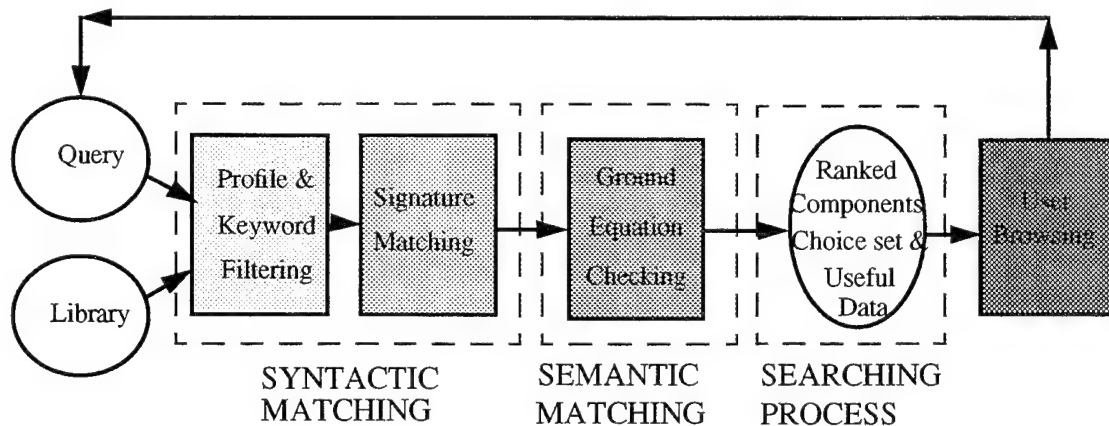 Query
Library
Profile &
Keyword
Filtering
Signature
Matching
Ground
Equation
Checking
Ranked
Components
Choice set &
Useful
Data
User
Browsing
SYNTACTIC
MATCHING
SEMANTIC
MATCHING
SEARCHING
PROCESS